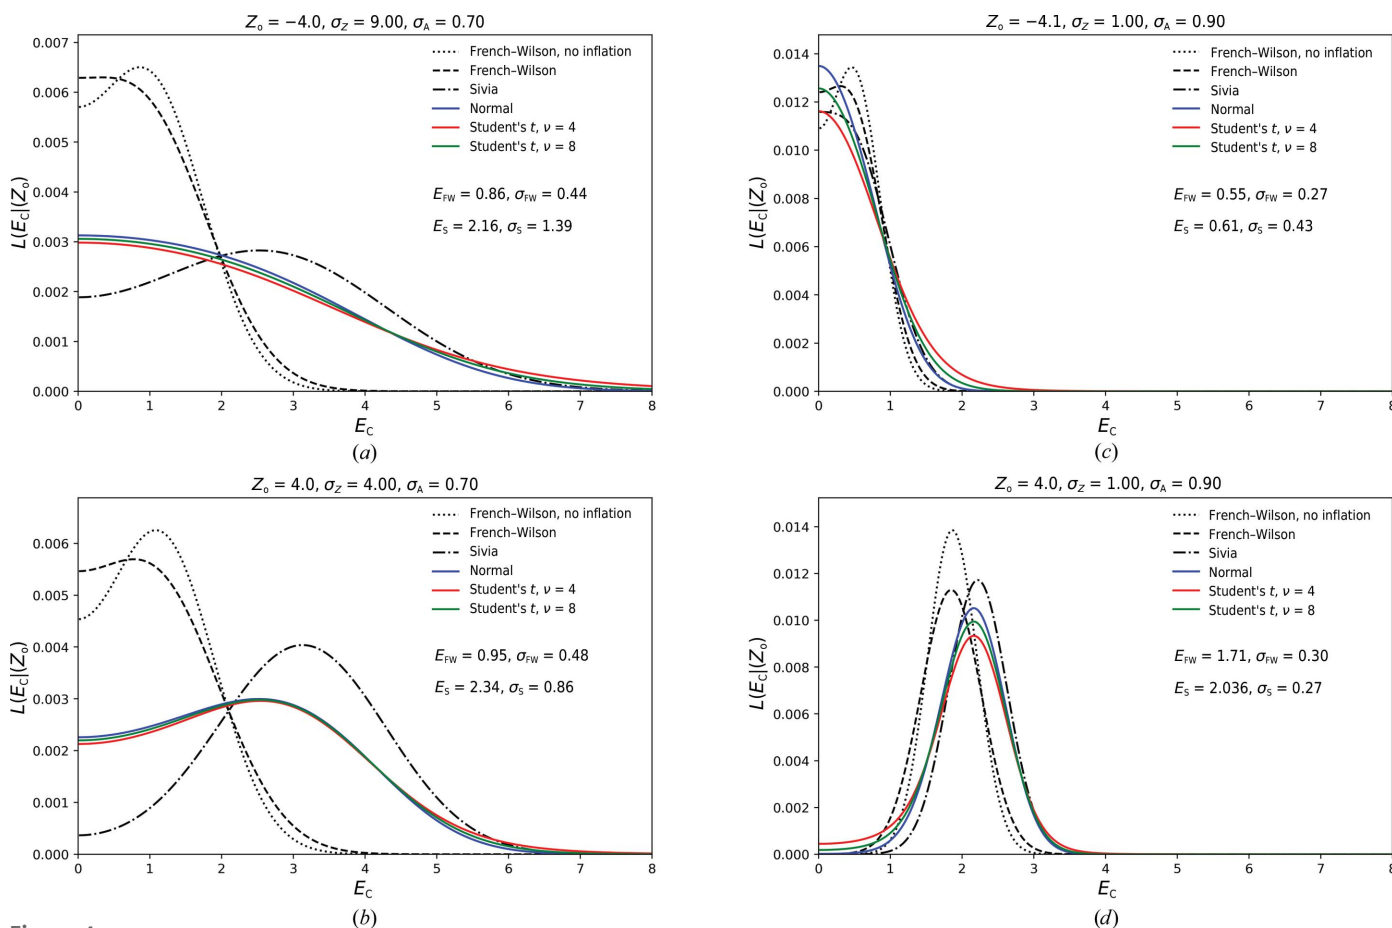 Z₀ = −4.0, σ_Z = 9.00, σ_A = 0.70
L(E_C|(Z₀)
0.007
0.006
0.005
0.004
0.003
0.002
0.001
0.000
French–Wilson, no inflation
French–Wilson
Sivia
Normal
Student's t, ν = 4
Student's t, ν = 8
E_FW = 0.86, σ_FW = 0.44
E_S = 2.16, σ_S = 1.39
0 1 2 3 4 5 6 7 8
E_C
(a)
Z₀ = 4.0, σ_Z = 4.00, σ_A = 0.70
L(E_C|(Z₀)
0.006
0.005
0.004
0.003
0.002
0.001
0.000
French–Wilson, no inflation
French–Wilson
Sivia
Normal
Student's t, ν = 4
Student's t, ν = 8
E_FW = 0.95, σ_FW = 0.48
E_S = 2.34, σ_S = 0.86
0 1 2 3 4 5 6 7 8
E_C
(b)
Z₀ = −4.1, σ_Z = 1.00, σ_A = 0.90
L(E_C|(Z₀)
0.014
0.012
0.010
0.008
0.006
0.004
0.002
0.000
French–Wilson, no inflation
French–Wilson
Sivia
Normal
Student's t, ν = 4
Student's t, ν = 8
E_FW = 0.55, σ_FW = 0.27
E_S = 0.61, σ_S = 0.43
0 1 2 3 4 5 6 7 8
E_C
(c)
Z₀ = 4.0, σ_Z = 1.00, σ_A = 0.90
L(E_C|(Z₀)
0.014
0.012
0.010
0.008
0.006
0.004
0.002
0.000
French–Wilson, no inflation
French–Wilson
Sivia
Normal
Student's t, ν = 4
Student's t, ν = 8
E_FW = 1.71, σ_FW = 0.30
E_S = 2.036, σ_S = 0.27
0 1 2 3 4 5 6 7 8
E_C
(d)